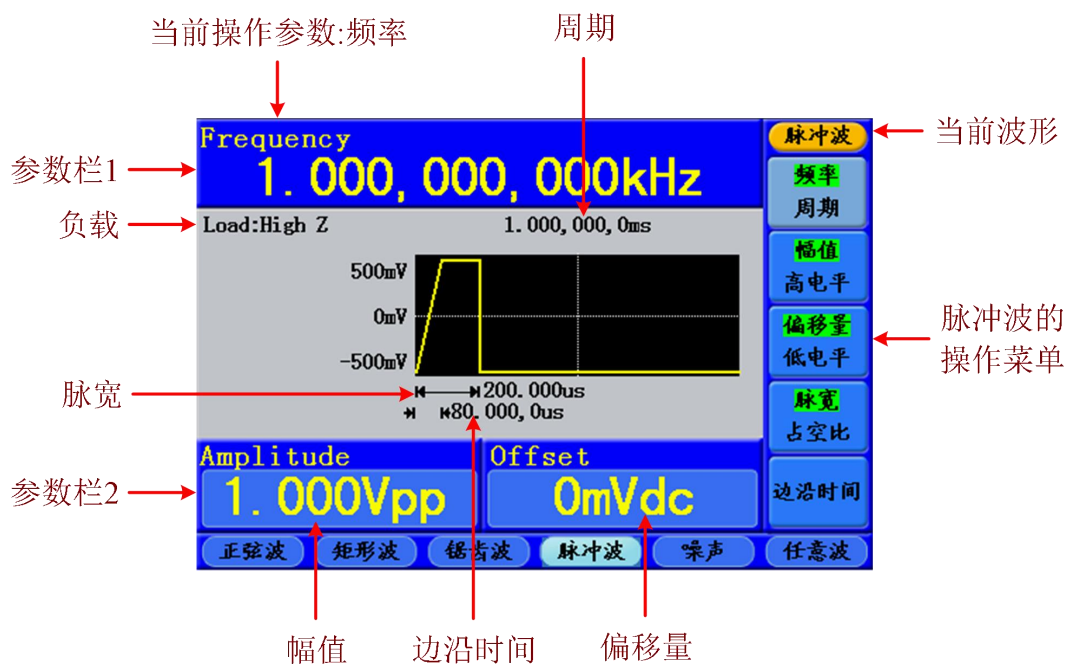 当前操作参数:频率
周期
Frequency
脉冲波
当前波形
参数栏1
1.000,000,000kHz
频率
周期
负载
Load:High Z
1.000,000,0ms
幅值
高电平
500mV
0mV
-500mV
偏移量
低电平
脉冲波的
操作菜单
脉宽
200.000us
80.000,0us
脉宽
占空比
Amplitude
Offset
参数栏2
1.000Vpp
0mVdc
边沿时间
正弦波
矩形波
锯齿波
脉冲波
噪声
任意波
幅值
边沿时间
偏移量